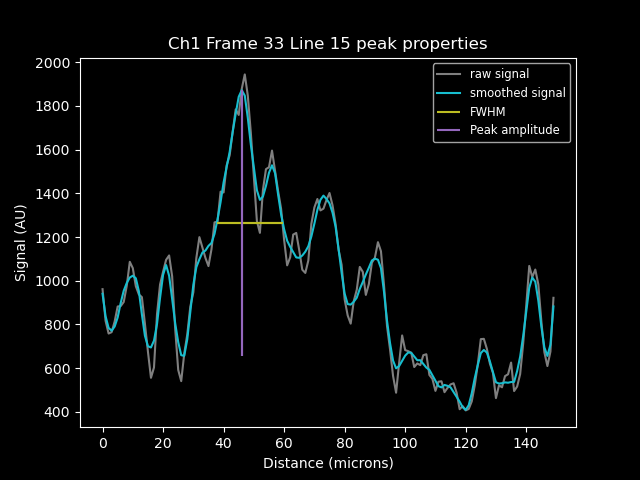 Ch1 Frame 33 Line 15 peak properties
raw signal
smoothed signal
FWHM
Peak amplitude
Signal (AU)
2000
1800
1600
1400
1200
1000
800
600
400
0 20 40 60 80 100 120 140
Distance (microns)